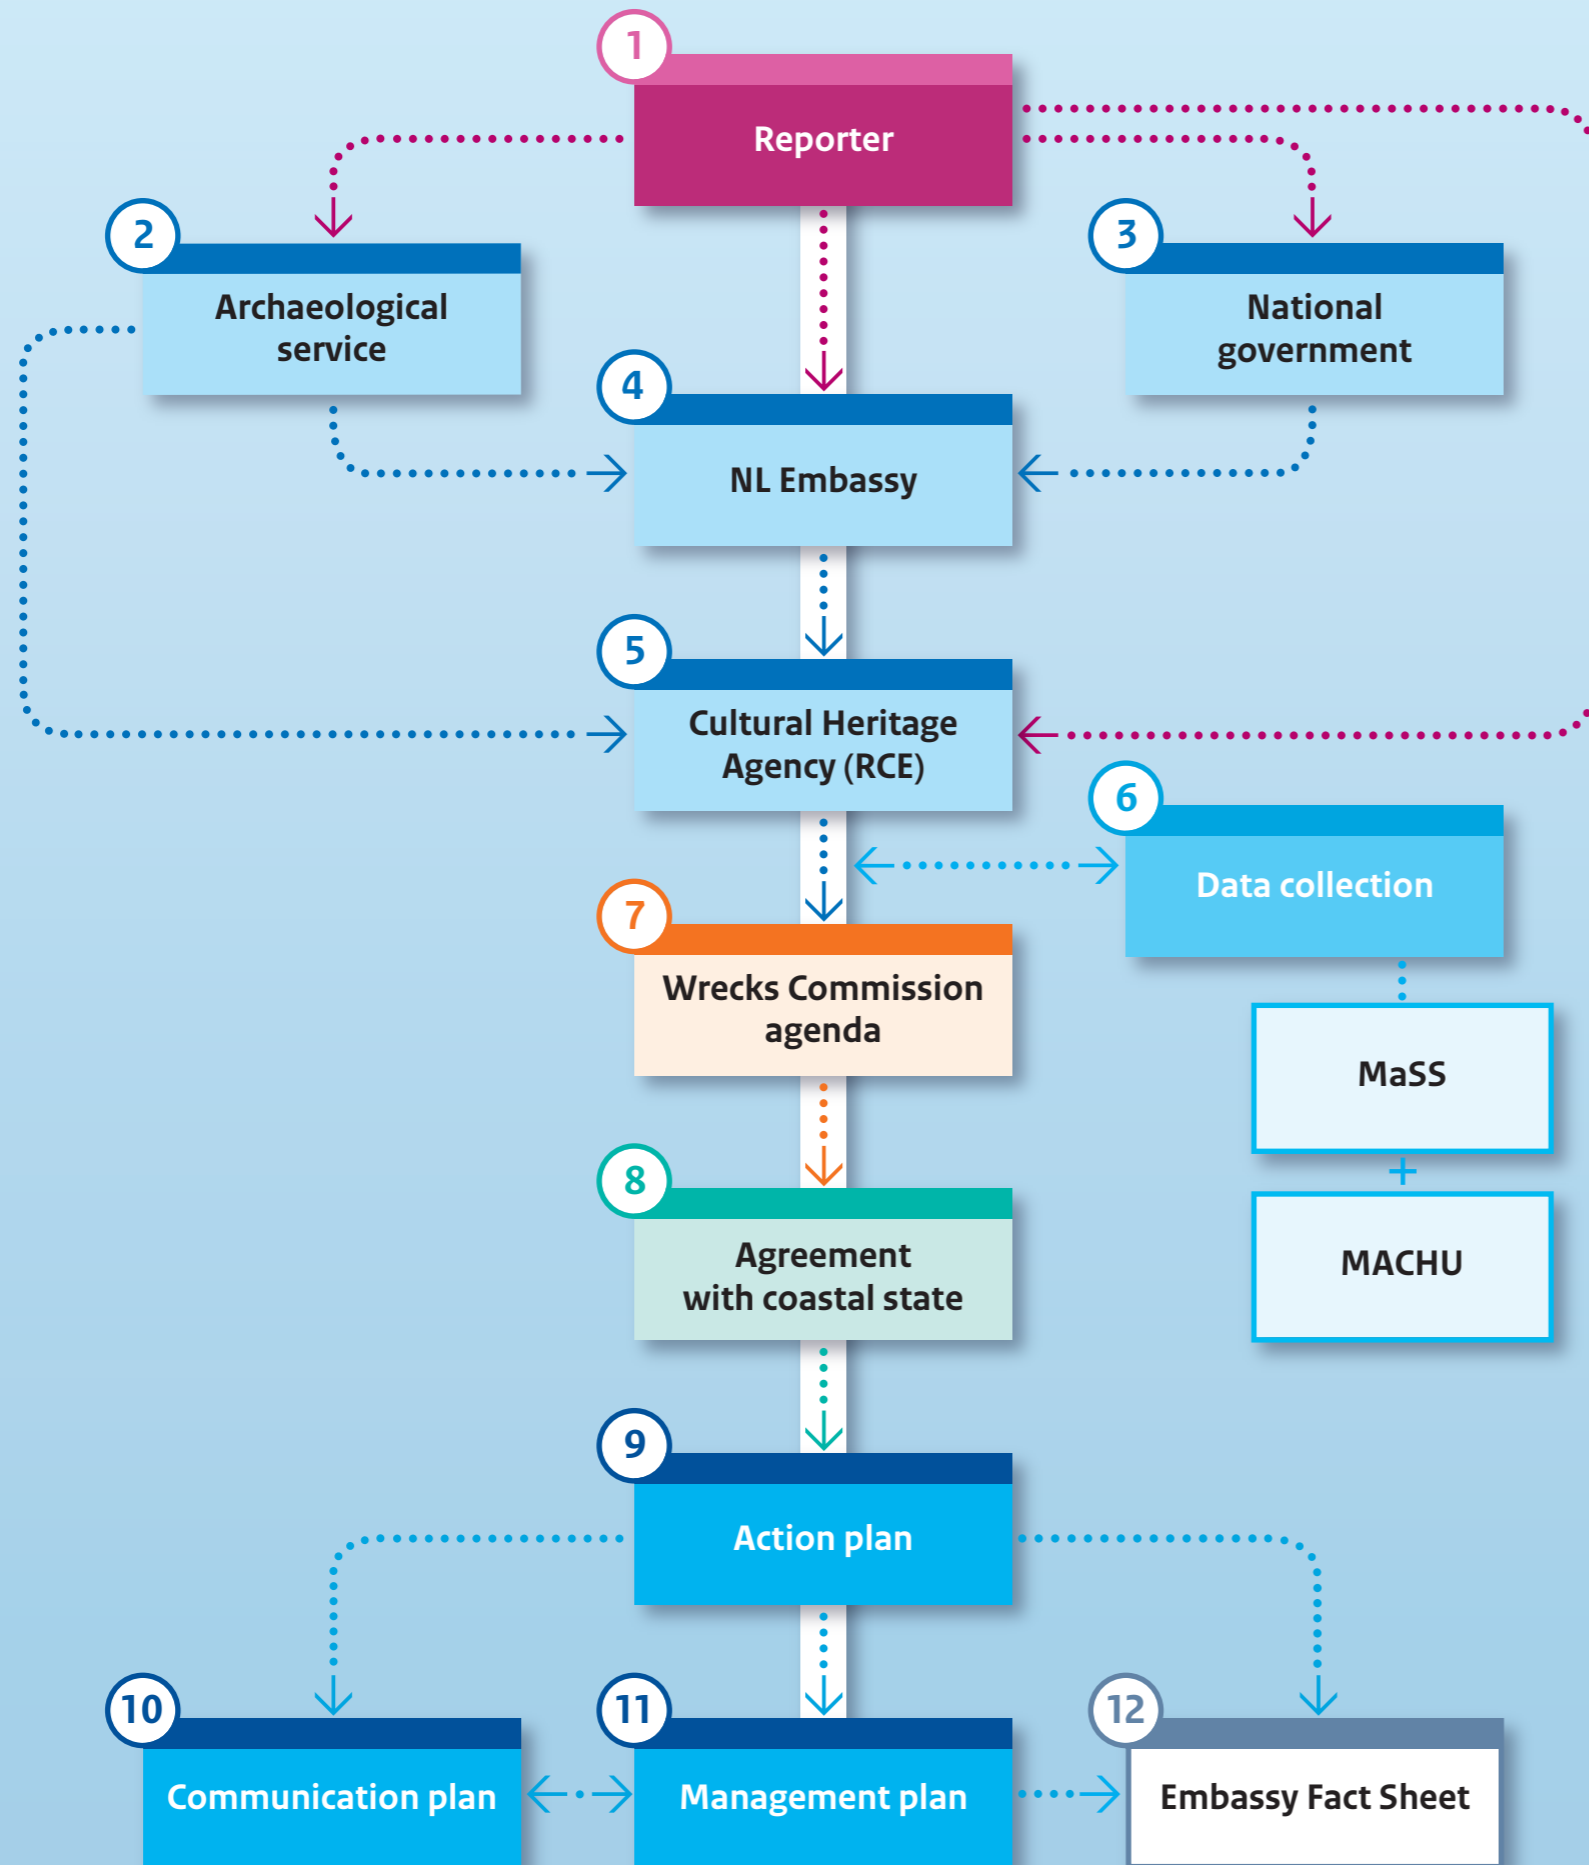 1
Reporter
2
Archaeological
service
3
National
government
4
NL Embassy
5
Cultural Heritage
Agency (RCE)
6
Data collection
7
Wrecks Commission
agenda
MaSS
+
MACHU
8
Agreement
with coastal state
9
Action plan
10
Communication plan
11
Management plan
12
Embassy Fact Sheet